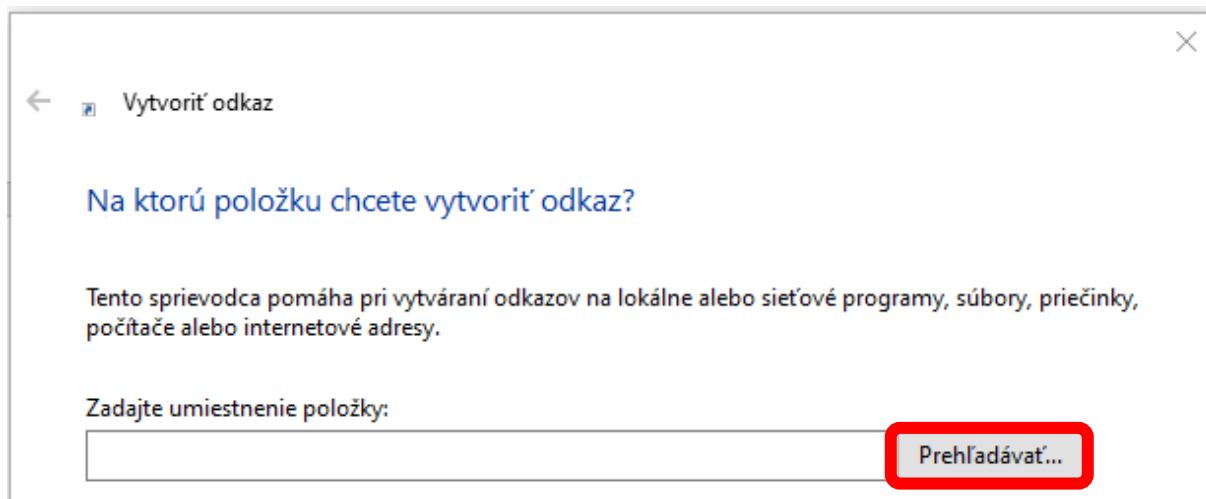 Vytvoriť odkaz
Na ktorú položku chcete vytvoriť odkaz?
Tento sprievodca pomáha pri vytváraní odkazov na lokálne alebo sieťové programy, súbory, priečinky,
počítače alebo internetové adresy.
Zadajte umiestnenie položky:
Prehľadávať...